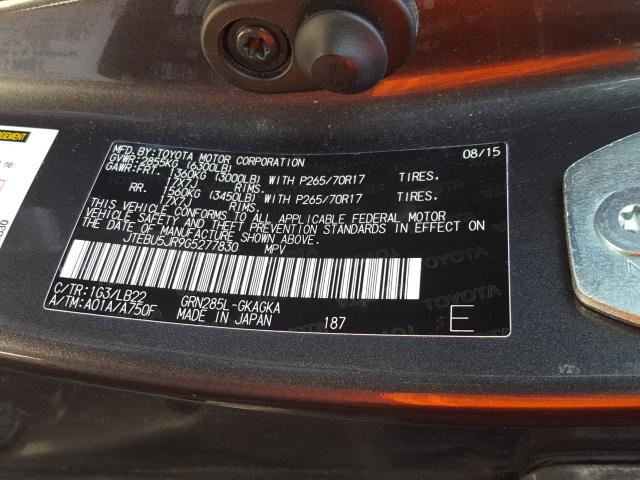 MFD.BY:TOYOTA MOTOR CORPORATION 08/15
GVWR:2855KG (6300LB)
GAWR:FRT. 1360KG (3000LB) WITH P265/70R17 TIRES.
17X7J RIMS.
RR. 1560KG (3450LB) WITH P265/70R17 TIRES.
17X7J RIMS.
THIS VEHICLE CONFORMS TO ALL APPLICABLE FEDERAL MOTOR
VEHICLE SAFETY AND THEFT PREVENTION STANDARDS IN EFFECT ON
THE DATE OF MANUFACTURE SHOWN ABOVE.
JTEBU5JR9G5277830 MPV
C/TR:1G3/LB22 GRN285L-GKAGKA
A/TM:A01A/A750F MADE IN JAPAN 187 E